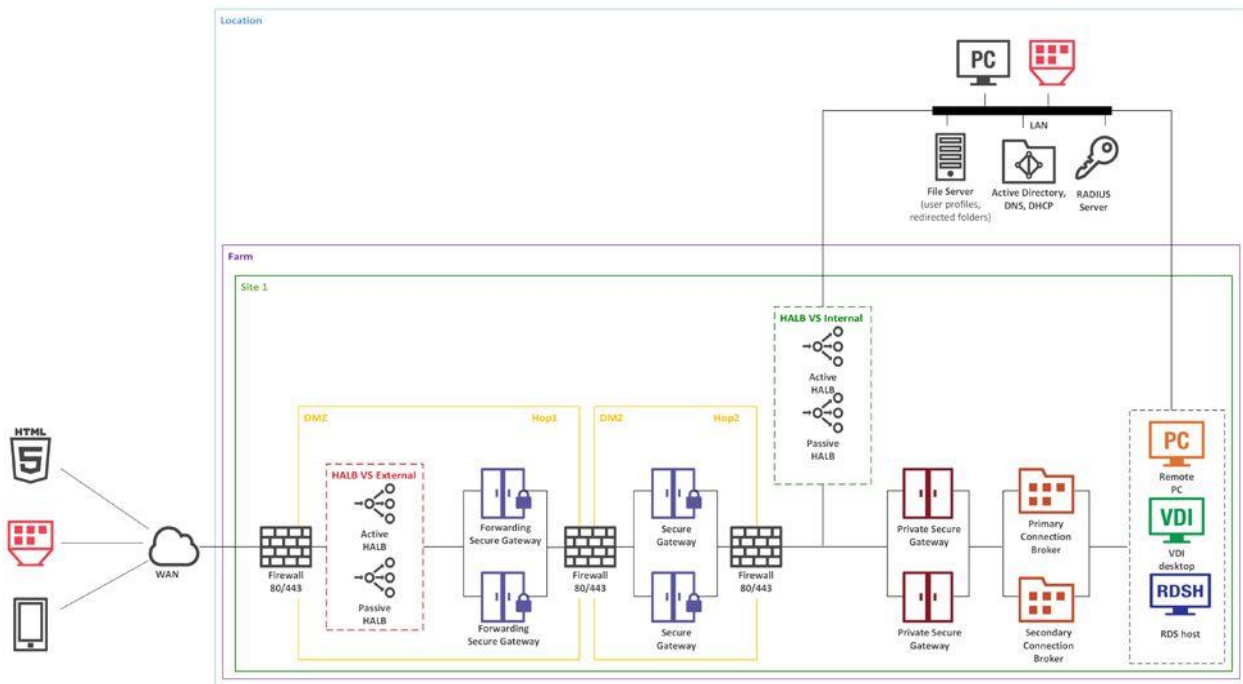 Location
PC
LAN
File Server
(user profiles,
redirected folders)
Active Directory,
DNS, DHCP
RADIUS
Server
Farm
Site 1
HALB VS Internal
Active
HALB
Passive
HALB
DMZ
Hop1
DMZ
Hop2
HTML
5
WAN
Firewall
80/443
HALB VS External
Active
HALB
Passive
HALB
Forwarding
Secure Gateway
Forwarding
Secure Gateway
Firewall
80/443
Secure
Gateway
Secure
Gateway
Firewall
80/443
Private Secure
Gateway
Private Secure
Gateway
Primary
Connection
Broker
Secondary
Connection
Broker
PC
Remote
PC
VDI
VDI
desktop
RDSH
RDS host